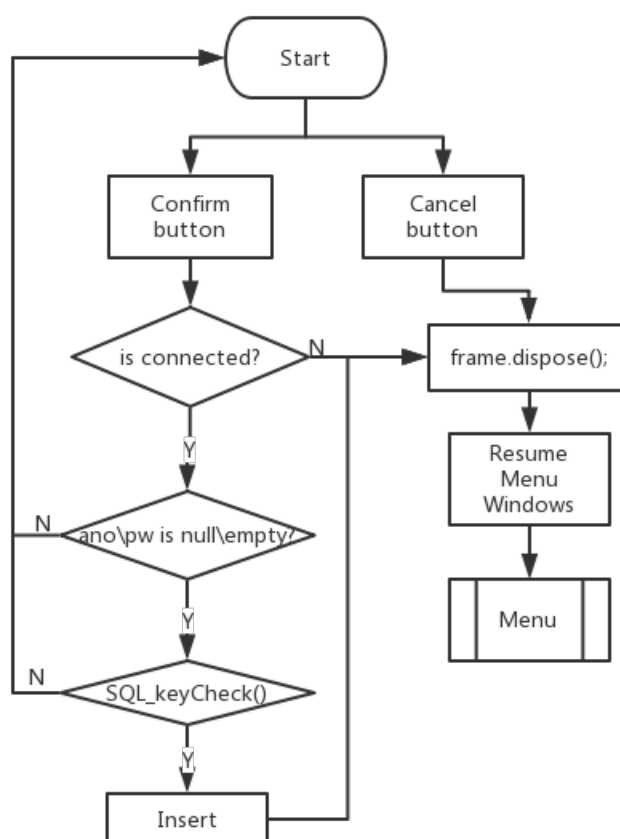 Start
Confirm
button
Cancel
button
is connected?
N
frame.dispose();
Y
Resume
Menu
Windows
N
ano\pw is null\empty?
Y
Menu
N
SQL_keyCheck()
Y
Insert